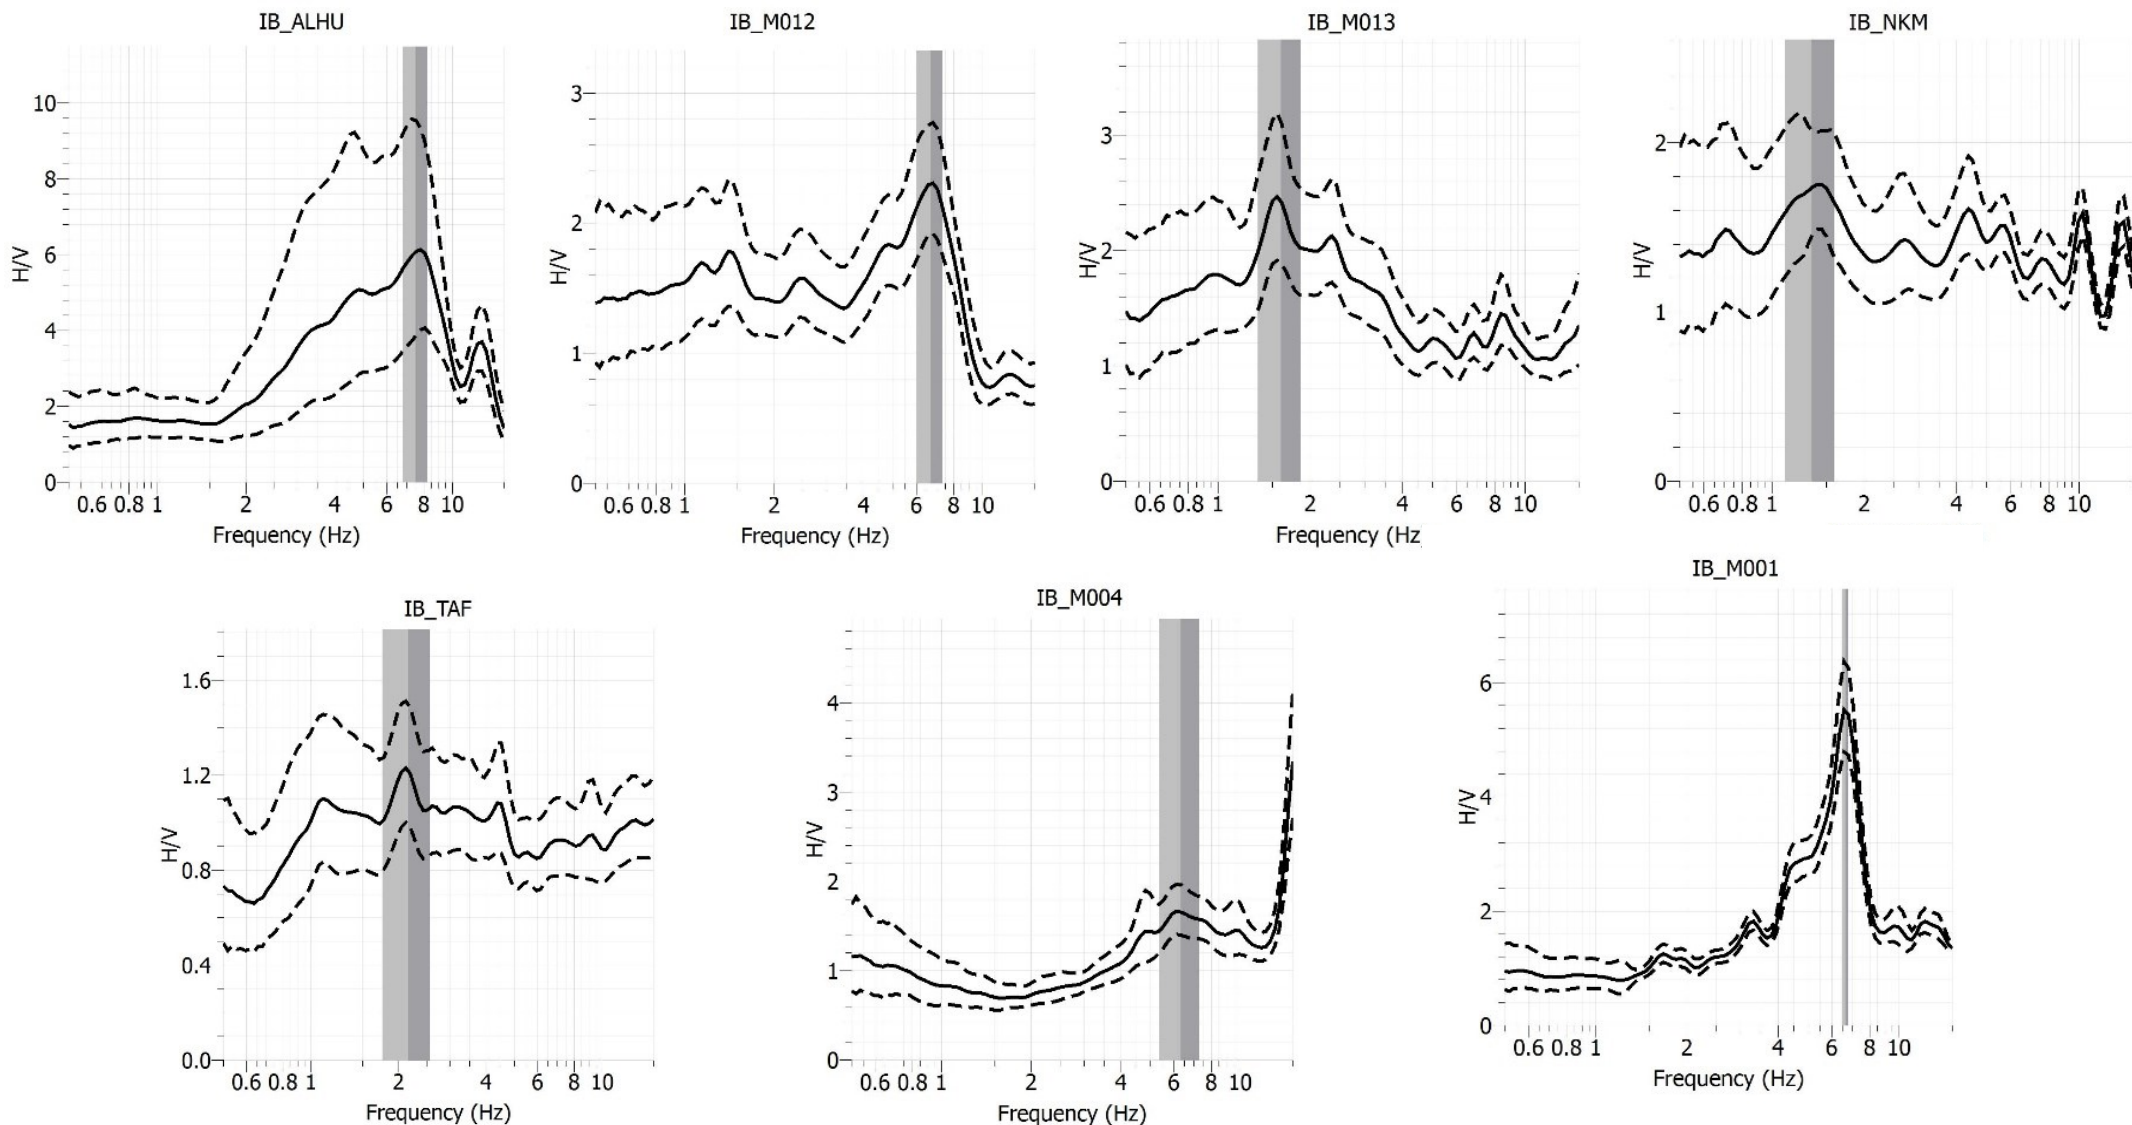 IB_ALHU
H/V
10
8
6
4
2
0
0.6 0.8 1 2 4 6 8 10
Frequency (Hz)
IB_M012
H/V
3
2
1
0
0.6 0.8 1 2 4 6 8 10
Frequency (Hz)
IB_M013
H/V
3
2
1
0
0.6 0.8 1 2 4 6 8 10
Frequency (Hz
IB_NKM
H/V
2
1
0
0.6 0.8 1 2 4 6 8 10
Frequency (Hz)
IB_TAF
H/V
1.6
1.2
0.8
0.4
0.0
0.6 0.8 1 2 4 6 8 10
Frequency (Hz)
IB_M004
H/V
4
3
2
1
0
0.6 0.8 1 2 4 6 8 10
Frequency (Hz)
IB_M001
H/V
6
4
2
0
0.6 0.8 1 2 4 6 8 10
Frequency (Hz)